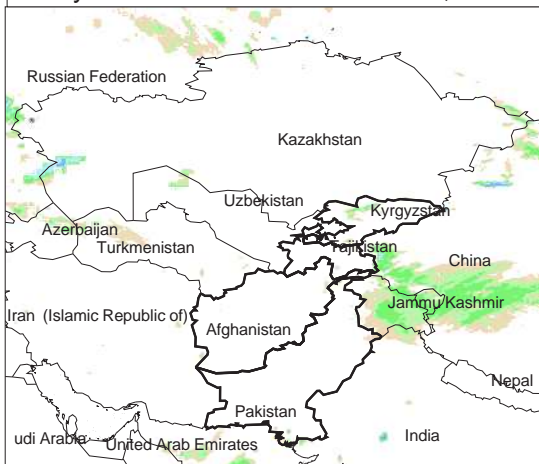 Russian Federation
Kazakhstan
Uzbekistan
Kyrgyzstan
Azerbaijan
Turkmenistan
Tajikistan
China
Jammu Kashmir
Iran (Islamic Republic of)
Afghanistan
Nepal
Pakistan
udi Arabia
United Arab Emirates
India